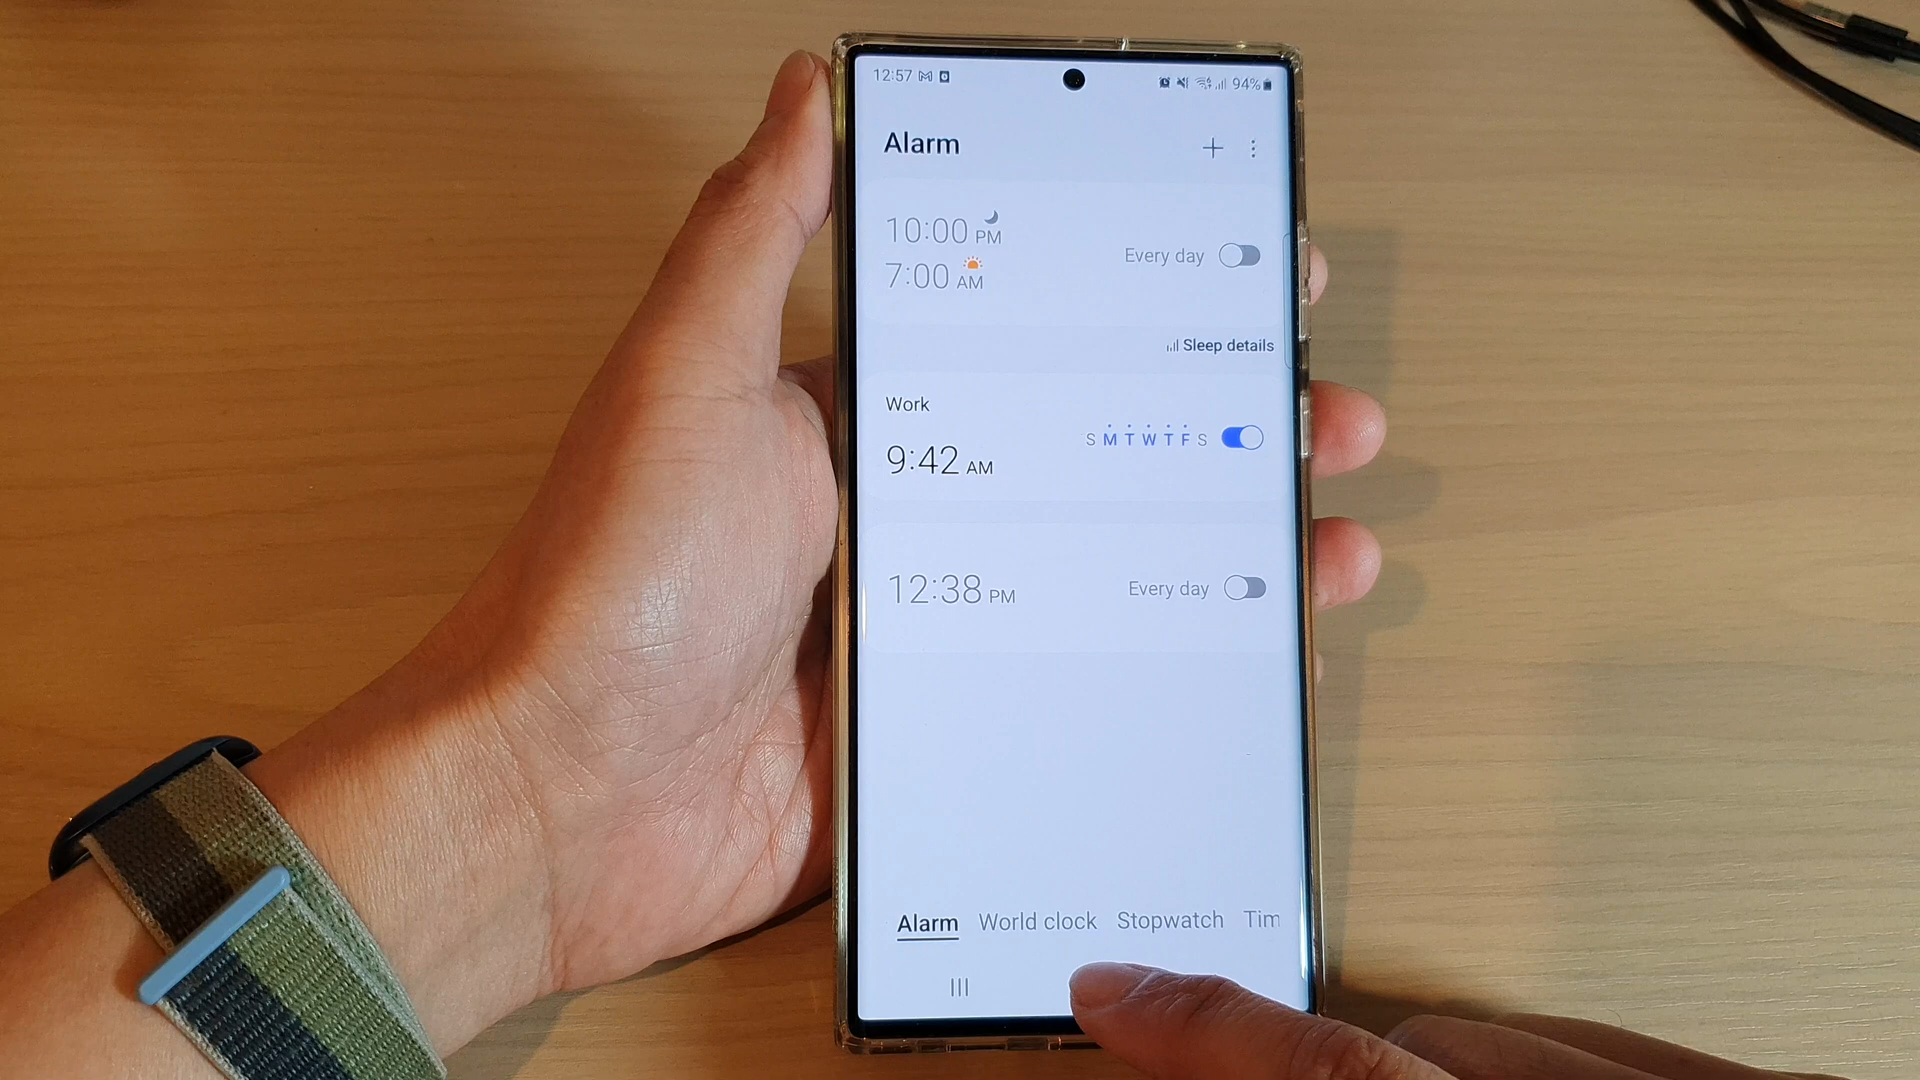 12:57 94%
Alarm
10:00 PM
7:00 AM
Every day
Sleep details
Work
S M T W T F S
9:42 AM
12:38 PM
Every day
Alarm World clock Stopwatch Tim